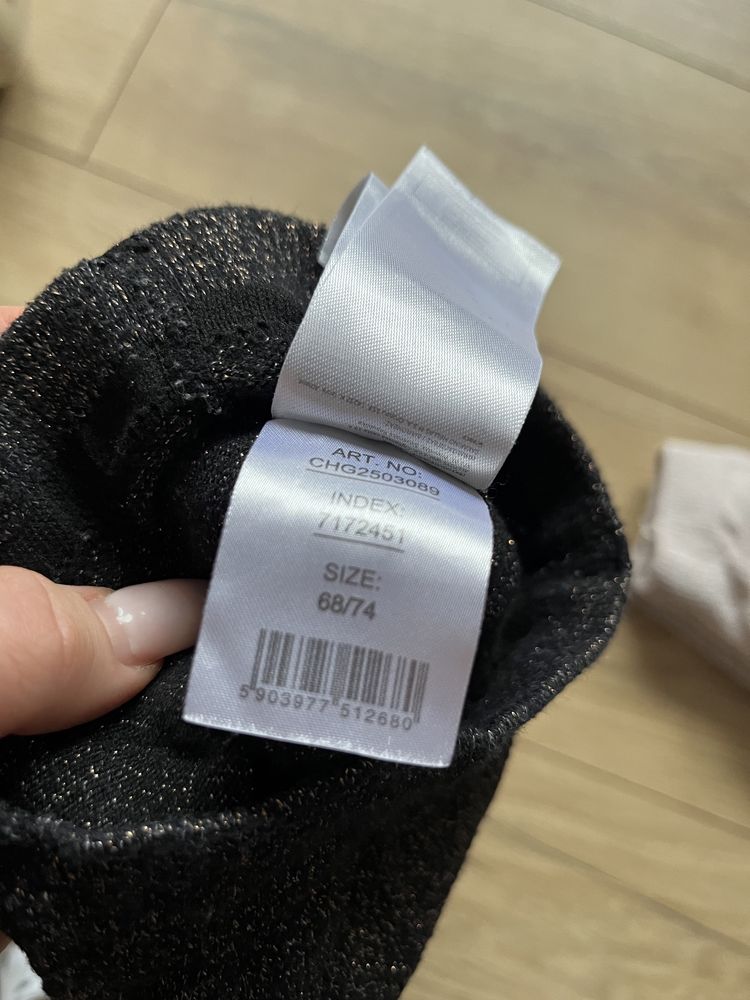 ART. NO:
CHG2503089
INDEX:
7172451
SIZE:
68/74
5 903977 512680